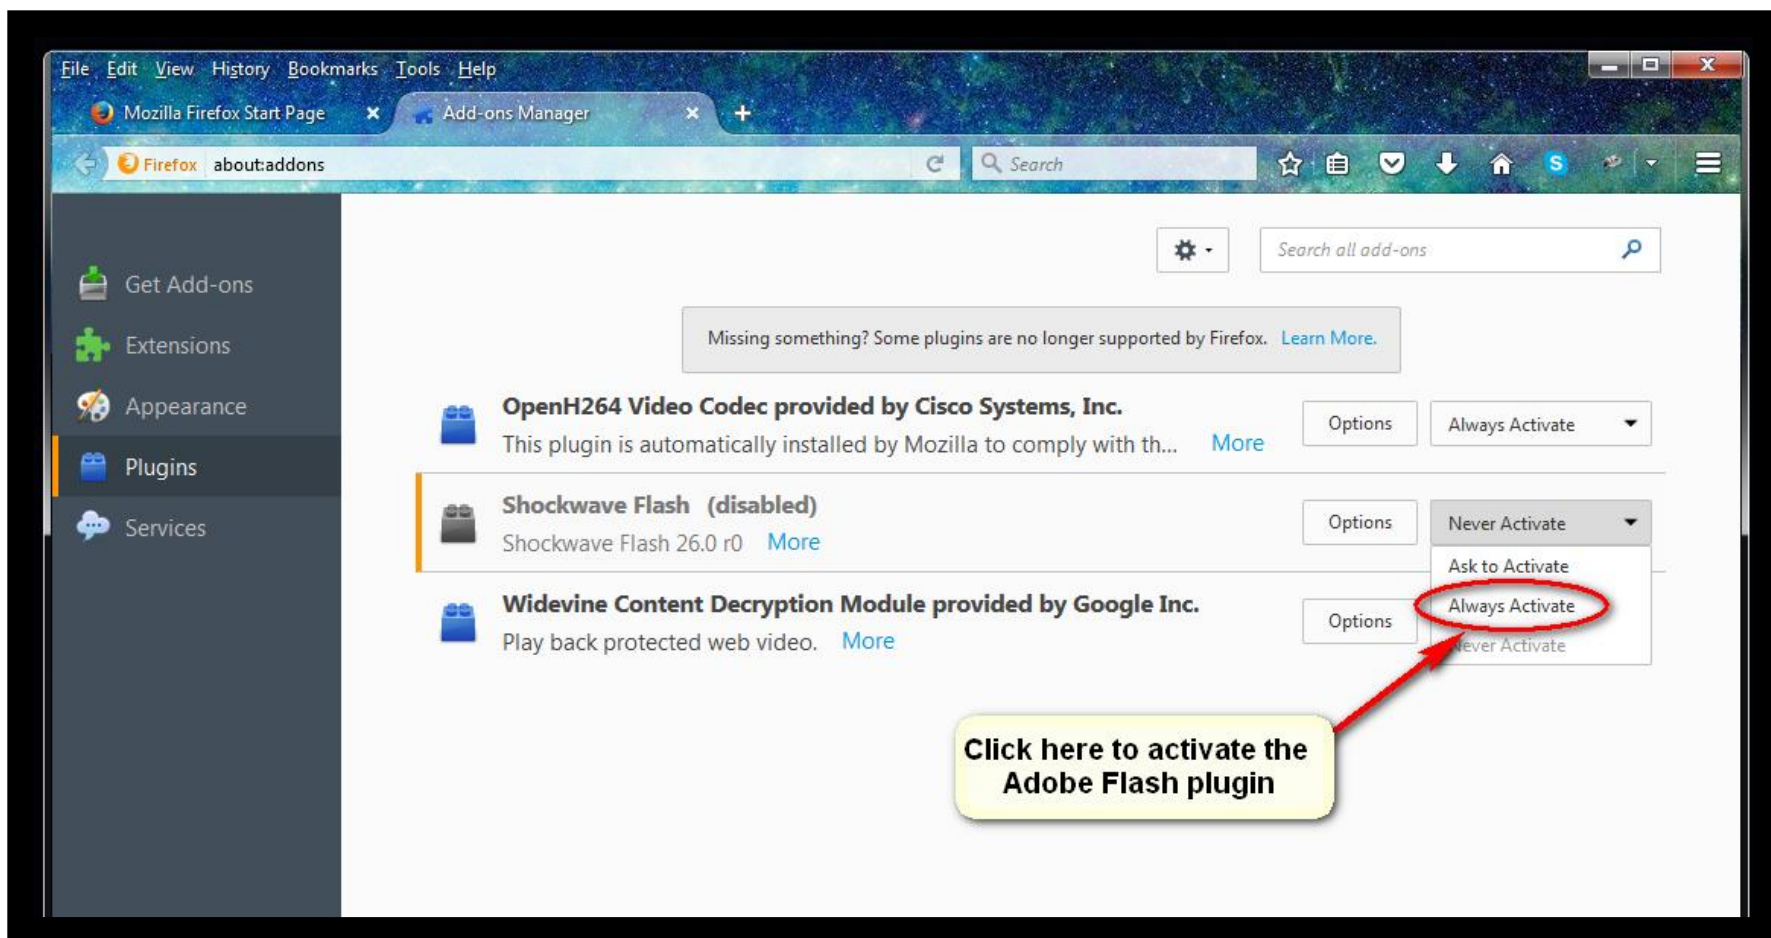 File Edit View History Bookmarks Tools Help
Mozilla Firefox Start Page
Add-ons Manager
Firefox about:addons
Search
S
Search all add-ons
Get Add-ons
Extensions
Appearance
Plugins
Services
Missing something? Some plugins are no longer supported by Firefox. Learn More.
OpenH264 Video Codec provided by Cisco Systems, Inc.
This plugin is automatically installed by Mozilla to comply with th... More
Options
Always Activate
Shockwave Flash (disabled)
Shockwave Flash 26.0 r0 More
Options
Never Activate
Ask to Activate
Always Activate
Never Activate
Widevine Content Decryption Module provided by Google Inc.
Play back protected web video. More
Options
Click here to activate the
Adobe Flash plugin